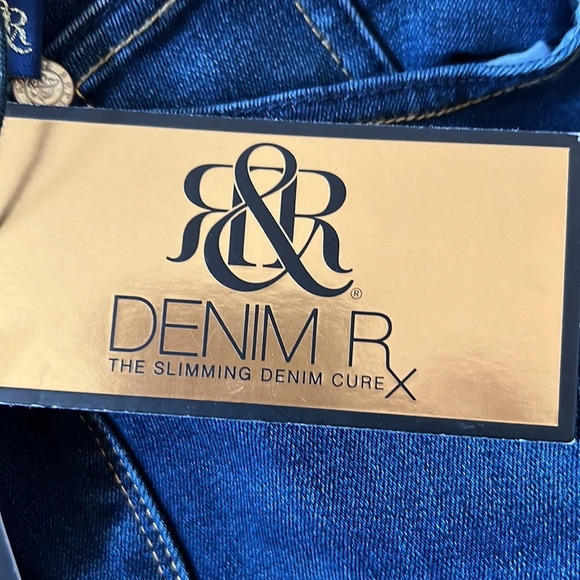 R&R®
DENIM Rx
THE SLIMMING DENIM CURE